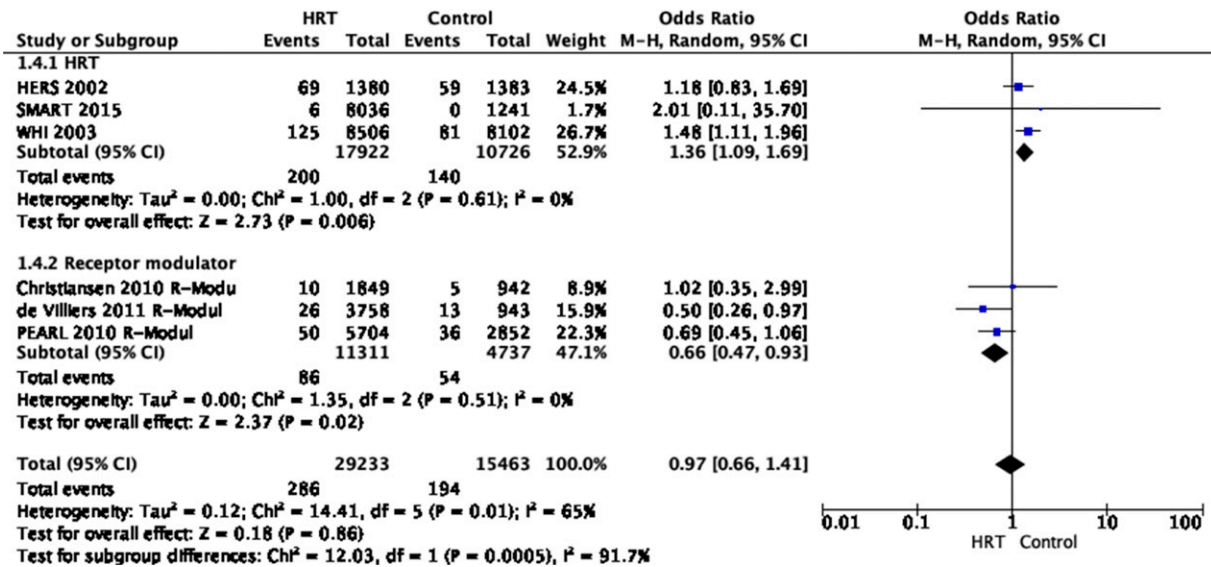 HRT Control Odds Ratio Odds Ratio
Study or Subgroup Events Total Events Total Weight M-H, Random, 95% CI M-H, Random, 95% CI
1.4.1 HRT
HERS 2002 69 1380 59 1383 24.5% 1.18 [0.83, 1.69]
SMART 2015 6 8036 0 1241 1.7% 2.01 [0.11, 35.70]
WHI 2003 125 8506 81 8102 26.7% 1.48 [1.11, 1.96]
Subtotal (95% CI) 17922 10726 52.9% 1.36 [1.09, 1.69]
Total events 200 140
Heterogeneity: Tau² = 0.00; Chi² = 1.00, df = 2 (P = 0.61); I² = 0%
Test for overall effect: Z = 2.73 (P = 0.006)
1.4.2 Receptor modulator
Christiansen 2010 R-Modu 10 1849 5 942 8.9% 1.02 [0.35, 2.99]
de Villiers 2011 R-Modul 26 3758 13 943 15.9% 0.50 [0.26, 0.97]
PEARL 2010 R-Modul 50 5704 36 2852 22.3% 0.69 [0.45, 1.06]
Subtotal (95% CI) 11311 4737 47.1% 0.66 [0.47, 0.93]
Total events 86 54
Heterogeneity: Tau² = 0.00; Chi² = 1.35, df = 2 (P = 0.51); I² = 0%
Test for overall effect: Z = 2.37 (P = 0.02)
Total (95% CI) 29233 15463 100.0% 0.97 [0.66, 1.41]
Total events 286 194
Heterogeneity: Tau² = 0.12; Chi² = 14.41, df = 5 (P = 0.01); I² = 65%
Test for overall effect: Z = 0.18 (P = 0.86)
Test for subgroup differences: Chi² = 12.03, df = 1 (P = 0.0005), I² = 91.7%
0.01 0.1 1 10 100
HRT Control